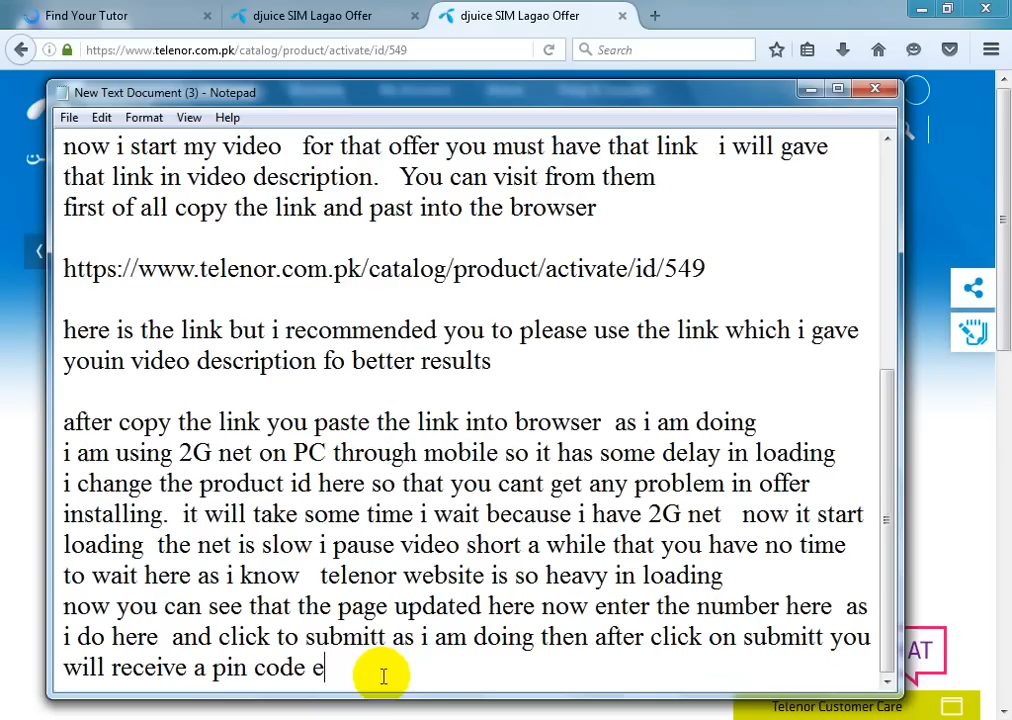 Find Your Tutor
djuice SIM Lagao Offer
djuice SIM Lagao Offer
https://www.telenor.com.pk/catalog/product/activate/id/549
Search
New Text Document (3) - Notepad
File Edit Format View Help
now i start my video for that offer you must have that link i will gave
that link in video description. You can visit from them
first of all copy the link and past into the browser
https://www.telenor.com.pk/catalog/product/activate/id/549
here is the link but i recommended you to please use the link which i gave
youin video description fo better results
after copy the link you paste the link into browser as i am doing
i am using 2G net on PC through mobile so it has some delay in loading
i change the product id here so that you cant get any problem in offer
installing. it will take some time i wait because i have 2G net now it start
loading the net is slow i pause video short a while that you have no time
to wait here as i know telenor website is so heavy in loading
now you can see that the page updated here now enter the number here as
i do here and click to submitt as i am doing then after click on submitt you
will receive a pin code e
AT
Telenor Customer Care